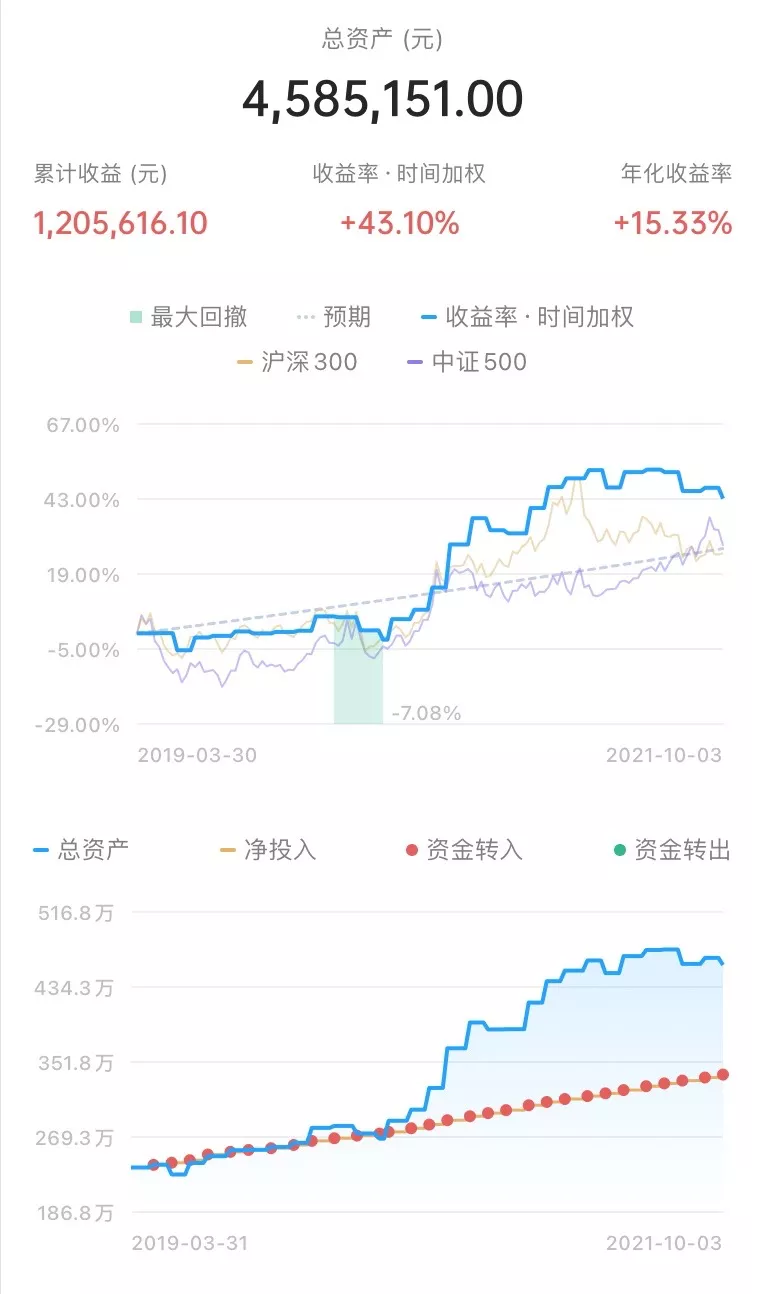 总资产 (元)
4,585,151.00
累计收益 (元) 收益率·时间加权 年化收益率
1,205,616.10 +43.10% +15.33%
最大回撤 预期 收益率·时间加权
沪深300 中证500
67.00%
43.00%
19.00%
-5.00%
-7.08%
-29.00%
2019-03-30 2021-10-03
总资产 净投入 资金转入 资金转出
516.8万
434.3万
351.8万
269.3万
186.8万
2019-03-31 2021-10-03